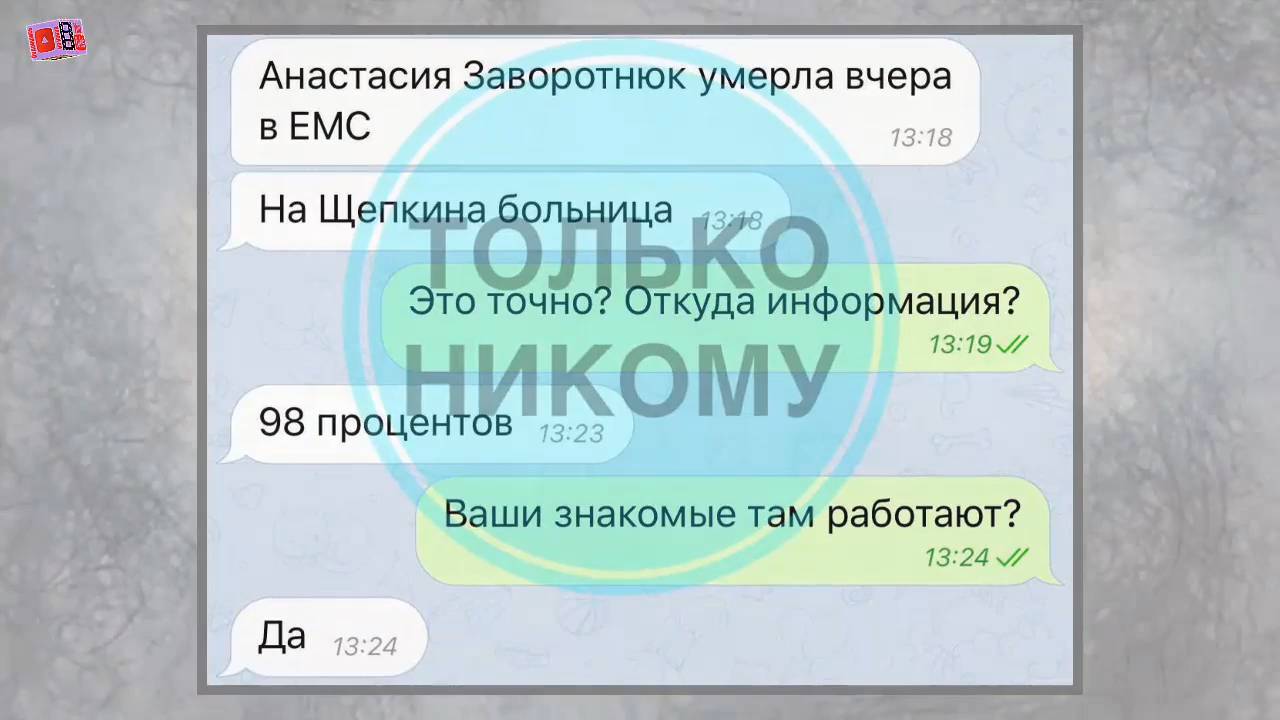 Анастасия Заворотнюк умерла вчера
в ЕМС
13:18
На Щепкина больница
13:18
ТОЛЬКО
Это точно? Откуда информация?
13:19
НИКОМУ
98 процентов
13:23
Ваши знакомые там работают?
13:24
Да
13:24